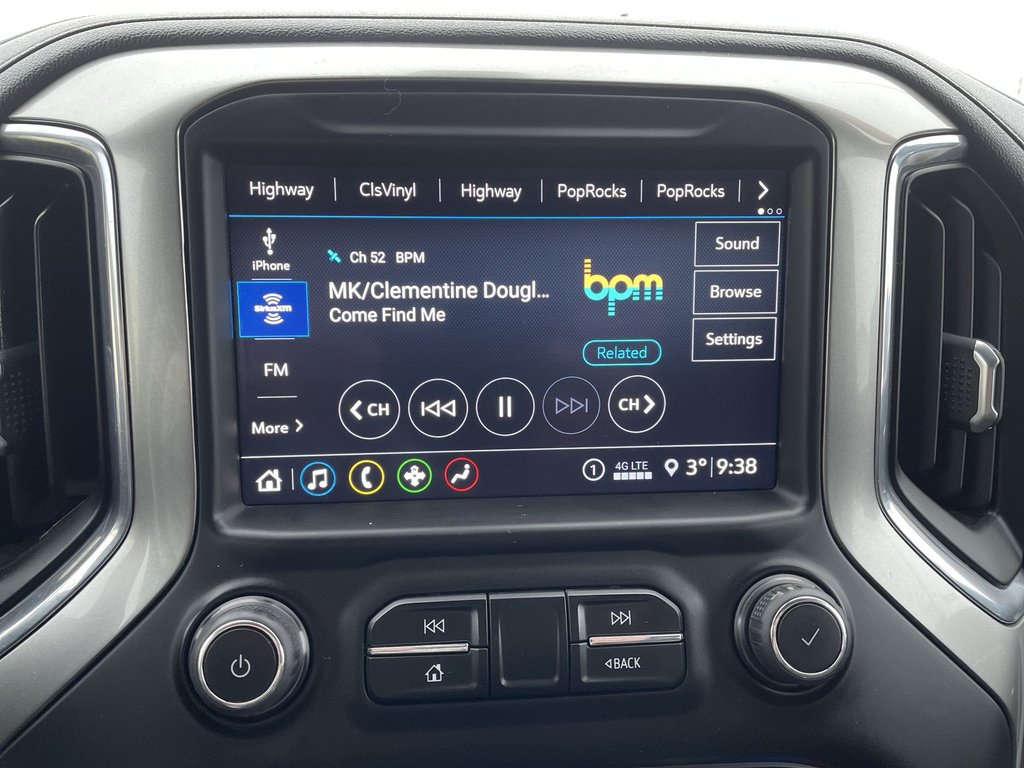 Highway ClsVinyl Highway PopRocks PopRocks
iPhone
SiriusXM
FM
More
Ch 52 BPM
MK/Clementine Dougl...
Come Find Me
bpm
Related
Sound
Browse
Settings
CH
CH
1 4G LTE 3° 9:38
BACK